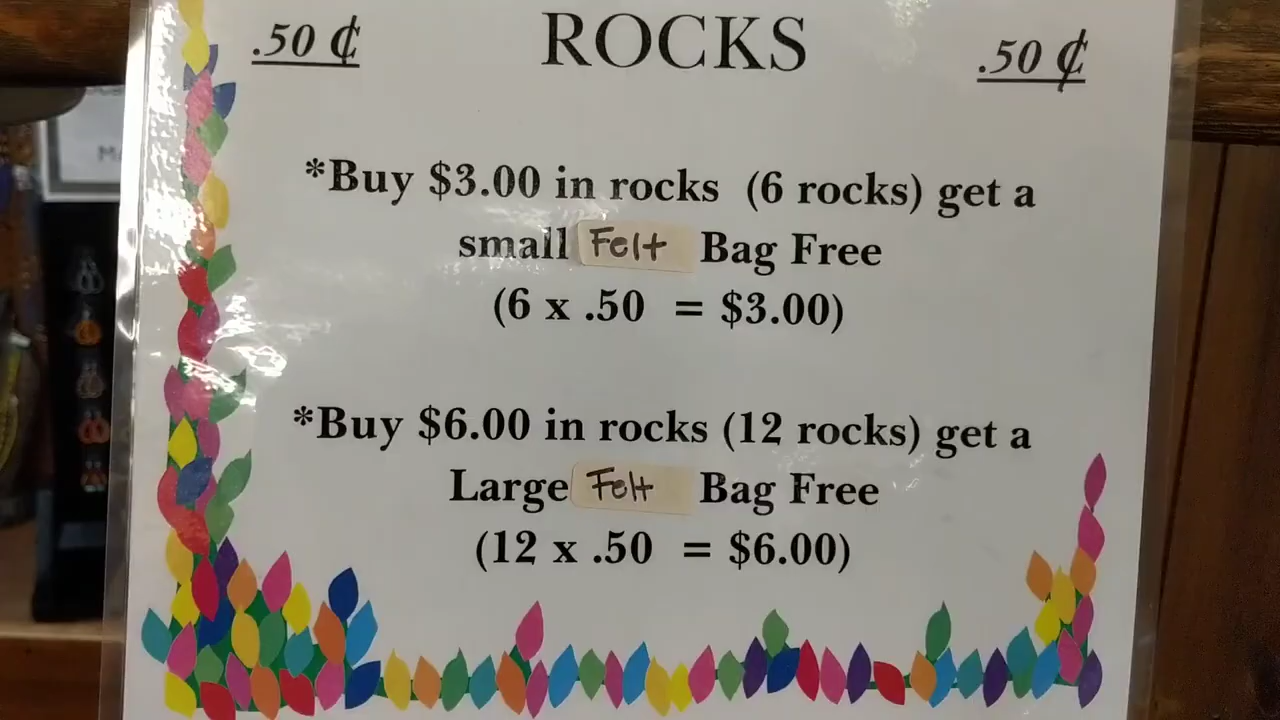 .50 ¢ ROCKS .50 ¢
*Buy $3.00 in rocks (6 rocks) get a
small Felt Bag Free
(6 x .50 = $3.00)
*Buy $6.00 in rocks (12 rocks) get a
Large Felt Bag Free
(12 x .50 = $6.00)